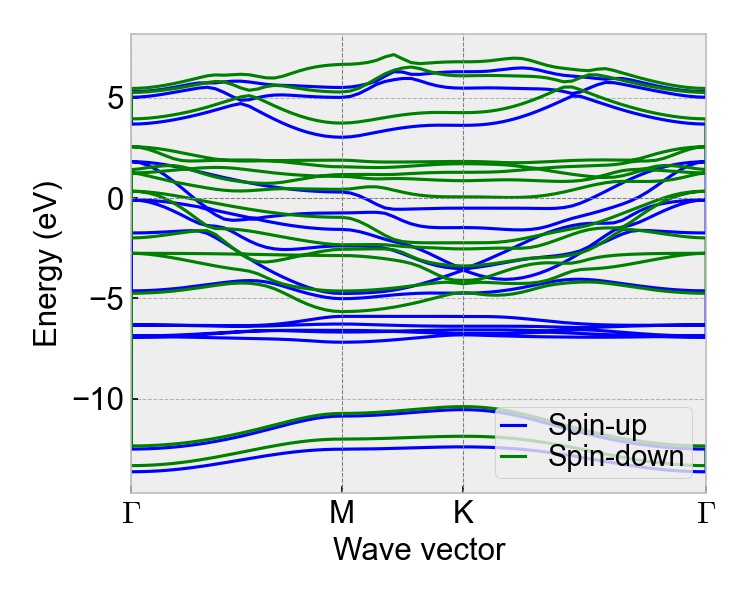 Energy (eV)
5
0
−5
−10
Spin-up
Spin-down
Γ M K Γ
Wave vector